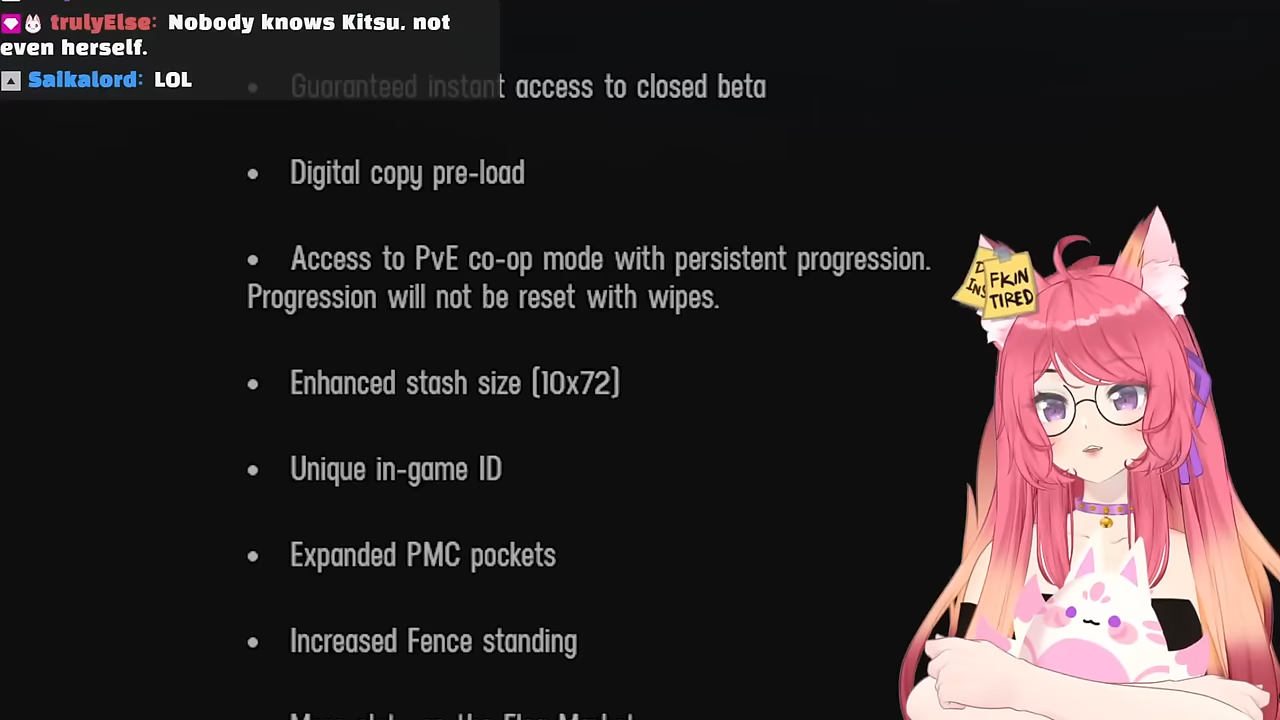 trulyElse: Nobody knows Kitsu, not
even herself.
Saikalord: LOL
• Guaranteed instant access to closed beta
• Digital copy pre-load
• Access to PvE co-op mode with persistent progression.
Progression will not be reset with wipes.
• Enhanced stash size (10x72)
• Unique in-game ID
• Expanded PMC pockets
• Increased Fence standing
FKIN
TIRED